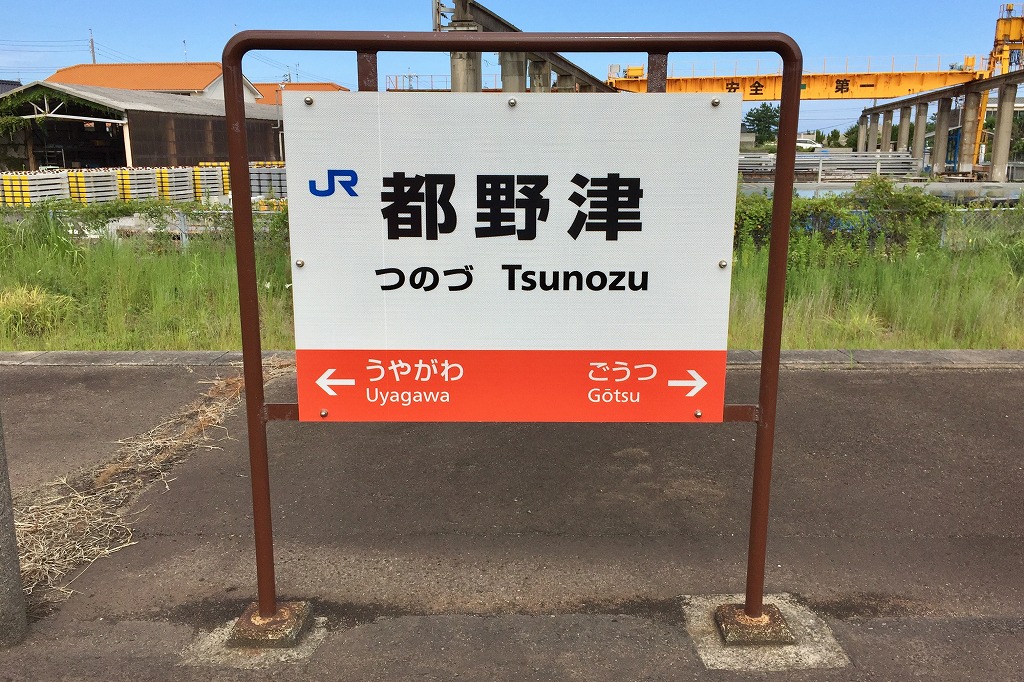 安全第一
JR
都野津
つのづ Tsunozu
うやがわ
Uyagawa
ごうつ
Gōtsu